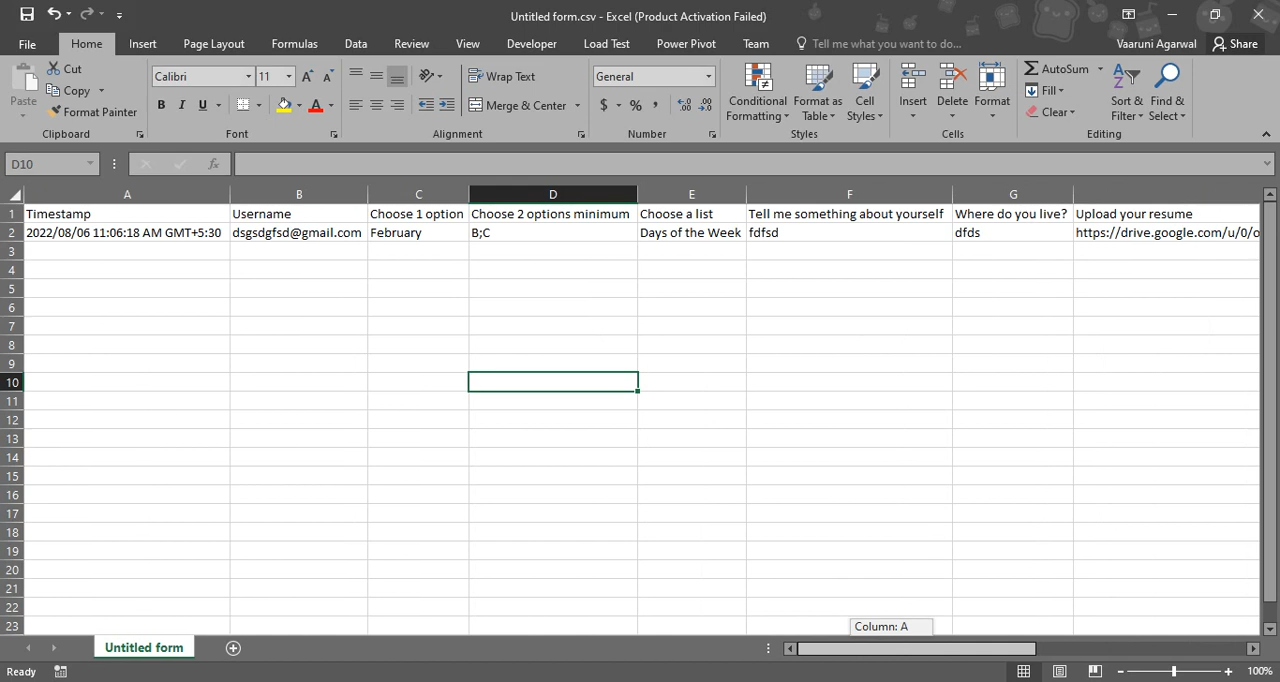 Untitled form.csv - Excel (Product Activation Failed)
File Home Insert Page Layout Formulas Data Review View Developer Load Test Power Pivot Team Tell me what you want to do... Vaaruni Agarwal Share
Paste
Cut
Copy
Format Painter
Clipboard
Calibri 11
B I U
Font
Wrap Text
Merge & Center
Alignment
General
$ % ,
Number
Conditional
Formatting
Format as
Table
Cell
Styles
Styles
Insert
Delete
Format
Cells
AutoSum
Fill
Clear
Sort &
Filter
Find &
Select
Editing
D10 fx
A B C D E F G
1 Timestamp Username Choose 1 option Choose 2 options minimum Choose a list Tell me something about yourself Where do you live? Upload your resume
2 2022/08/06 11:06:18 AM GMT+5:30 dsgsdgfsd@gmail.com February B;C Days of the Week fdfsd dfds https://drive.google.com/u/0/o
3
4
5
6
7
8
9
10
11
12
13
14
15
16
17
18
19
20
21
22
23
Column: A
Untitled form
Ready 100%